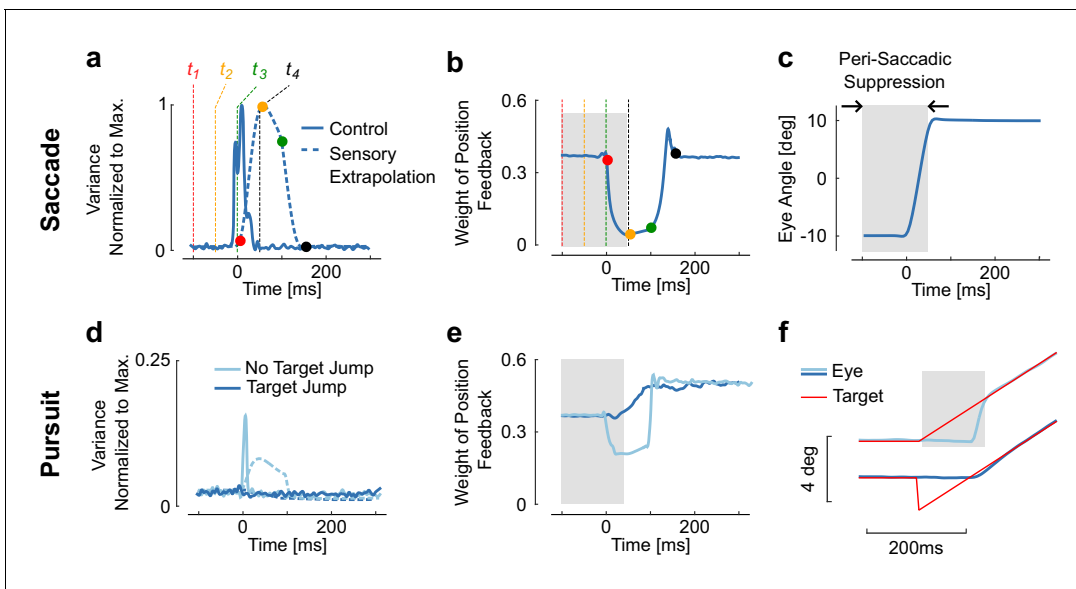 a
t1
t2
t3
t4
1
0
Variance
Normalized to Max.
Control
Sensory
Extrapolation
0
200
Time [ms]
b
0.6
0.3
0
Weight of Position
Feedback
0
200
Time [ms]
c
Peri-Saccadic
Suppression
10
0
-10
Eye Angle [deg]
0
200
Time [ms]
Saccade
d
0.25
0
Variance
Normalized to Max.
No Target Jump
Target Jump
0
200
Time [ms]
e
0.6
0.3
0
Weight of Position
Feedback
0
200
Time [ms]
f
Eye
Target
4 deg
200ms
Pursuit